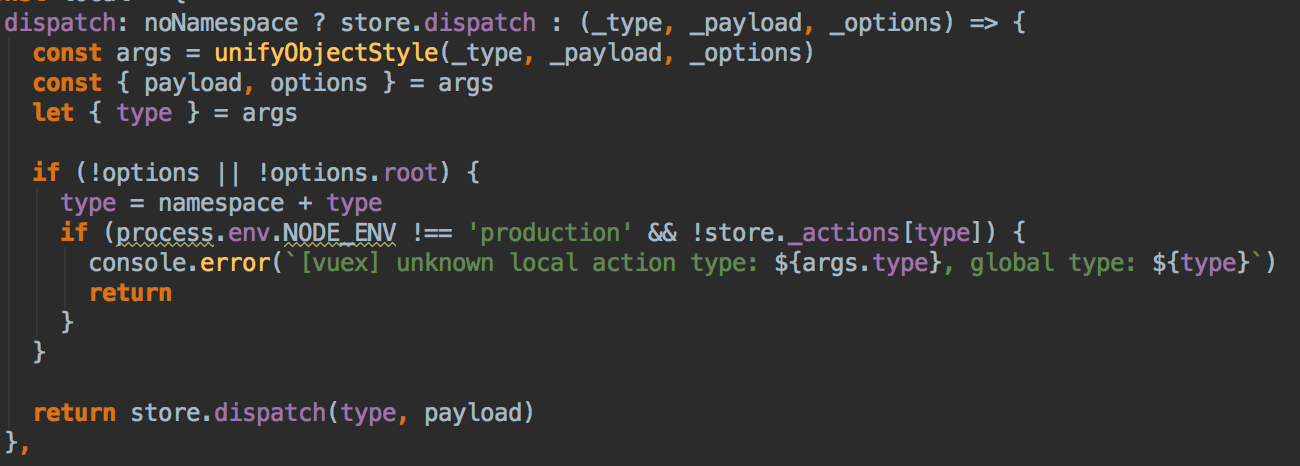 dispatch: noNamespace ? store.dispatch : (_type, _payload, _options) => {
const args = unifyObjectStyle(_type, _payload, _options)
const { payload, options } = args
let { type } = args
if (!options || !options.root) {
type = namespace + type
if (process.env.NODE_ENV !== 'production' && !store._actions[type]) {
console.error(`[vuex] unknown local action type: ${args.type}, global type: ${type}`)
return
}
}
return store.dispatch(type, payload)
},